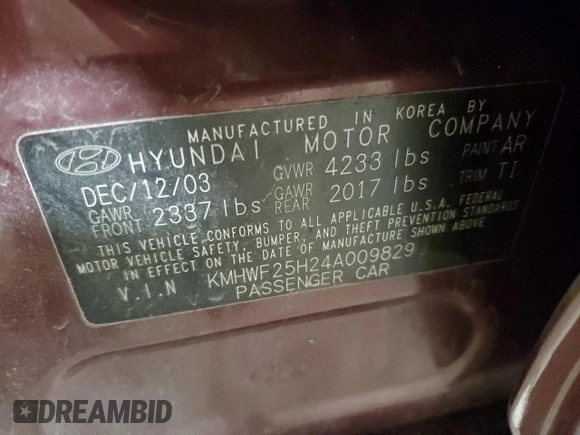 MANUFACTURED IN KOREA BY
HYUNDAI MOTOR COMPANY
DEC/12/03 GVWR 4233 lbs PAINT AR
GAWR FRONT 2337 lbs GAWR REAR 2017 lbs TRIM TI
THIS VEHICLE CONFORMS TO ALL APPLICABLE U.S.A. FEDERAL
MOTOR VEHICLE SAFETY, BUMPER, AND THEFT PREVENTION STANDARDS
IN EFFECT ON THE DATE OF MANUFACTURE SHOWN ABOVE
V.I.N KMHWF25H24A009829
PASSENGER CAR
DREAMBID